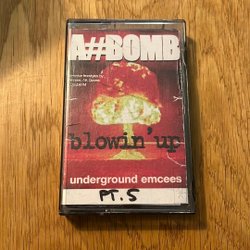 A##BOMB
blowin' up
underground emcees
PT. 5